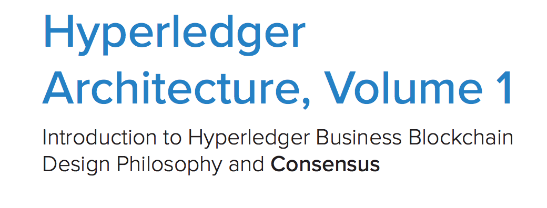 Hyperledger
Architecture, Volume 1
Introduction to Hyperledger Business Blockchain
Design Philosophy and Consensus